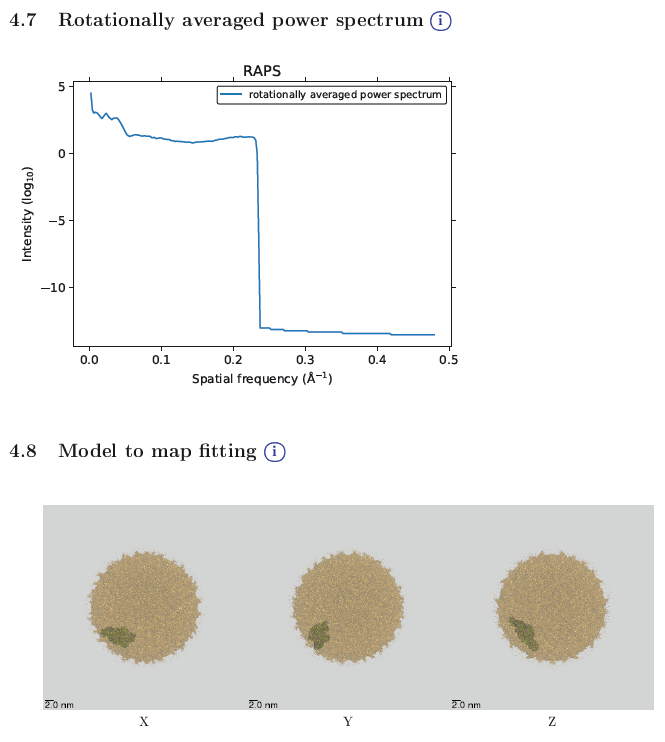 4.7 Rotationally averaged power spectrum i
RAPS
rotationally averaged power spectrum
5
0
−5
−10
Intensity (log10)
0.0 0.1 0.2 0.3 0.4 0.5
Spatial frequency (Å−1)
4.8 Model to map fitting i
2.0 nm 2.0 nm 2.0 nm
X Y Z